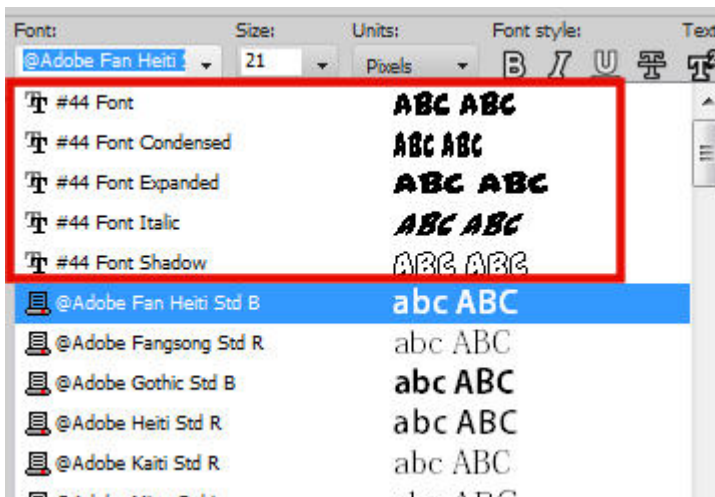 Font: Size: Units: Font style: Text
@Adobe Fan Heiti 21 Pixels B I U T T
#44 Font ABC ABC
#44 Font Condensed ABC ABC
#44 Font Expanded ABC ABC
#44 Font Italic ABC ABC
#44 Font Shadow ABC ABC
@Adobe Fan Heiti Std B abc ABC
@Adobe Fangsong Std R abc ABC
@Adobe Gothic Std B abc ABC
@Adobe Heiti Std R abc ABC
@Adobe Kaiti Std R abc ABC